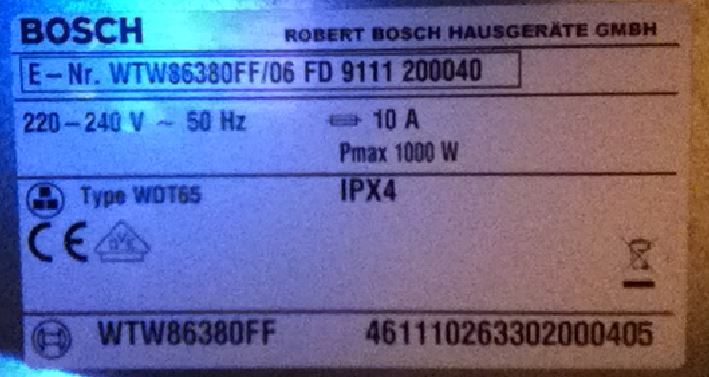 BOSCH ROBERT BOSCH HAUSGERÄTE GMBH
E-Nr. WTW86380FF/06 FD 9111 200040
220-240 V ~ 50 Hz 10 A
Pmax 1000 W
Type WDT65 IPX4
CE OVE
WTW86380FF 461110263302000405